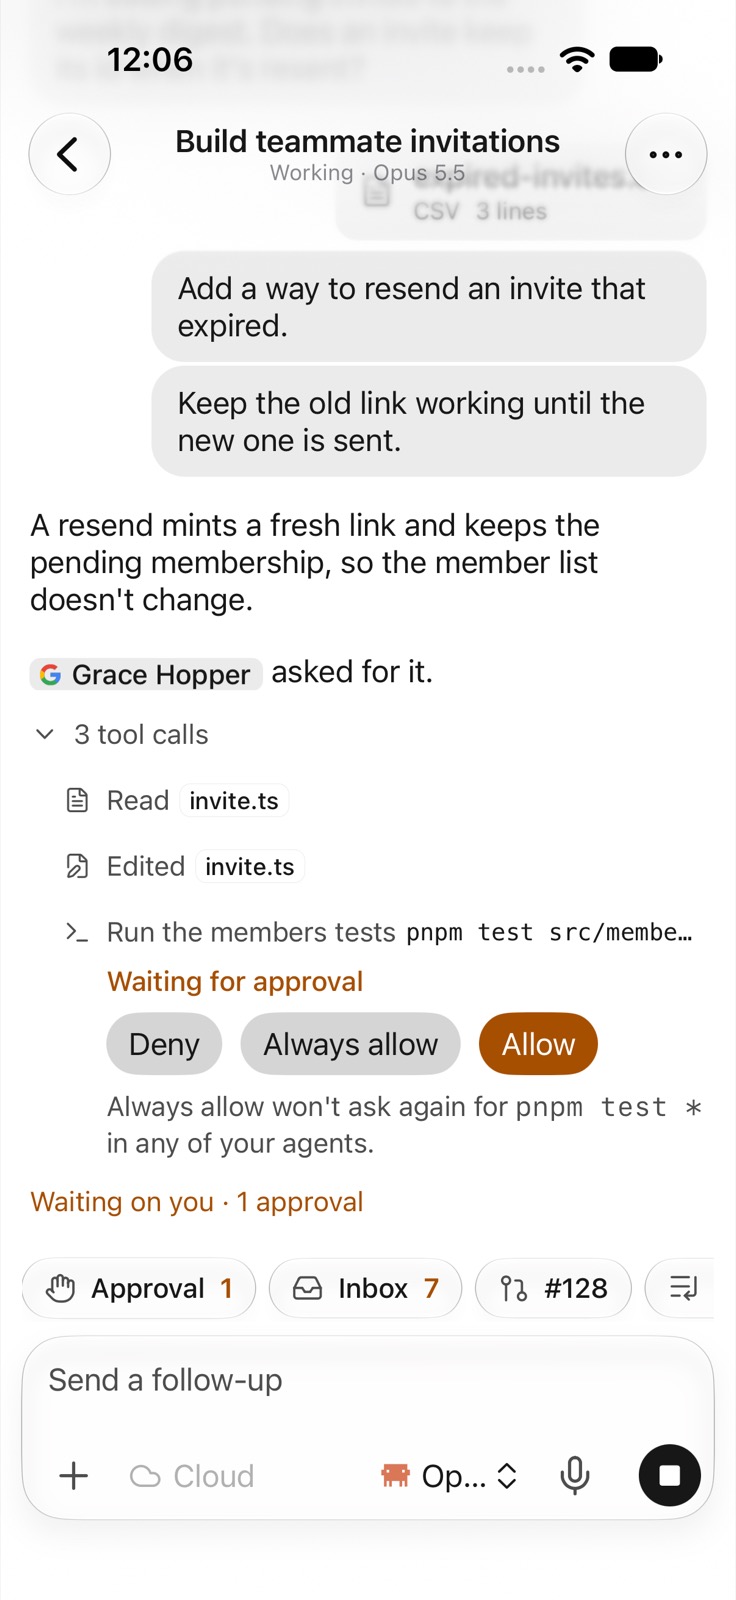 12:06
Build teammate invitations
Working · Opus 5.5
CSV 3 lines
Add a way to resend an invite that
expired.
Keep the old link working until the
new one is sent.
A resend mints a fresh link and keeps the
pending membership, so the member list
doesn't change.
Grace Hopper asked for it.
3 tool calls
Read invite.ts
Edited invite.ts
Run the members tests pnpm test src/membe…
Waiting for approval
Deny Always allow Allow
Always allow won't ask again for pnpm test *
in any of your agents.
Waiting on you · 1 approval
Approval 1 Inbox 7 #128
Send a follow-up
Cloud Op...